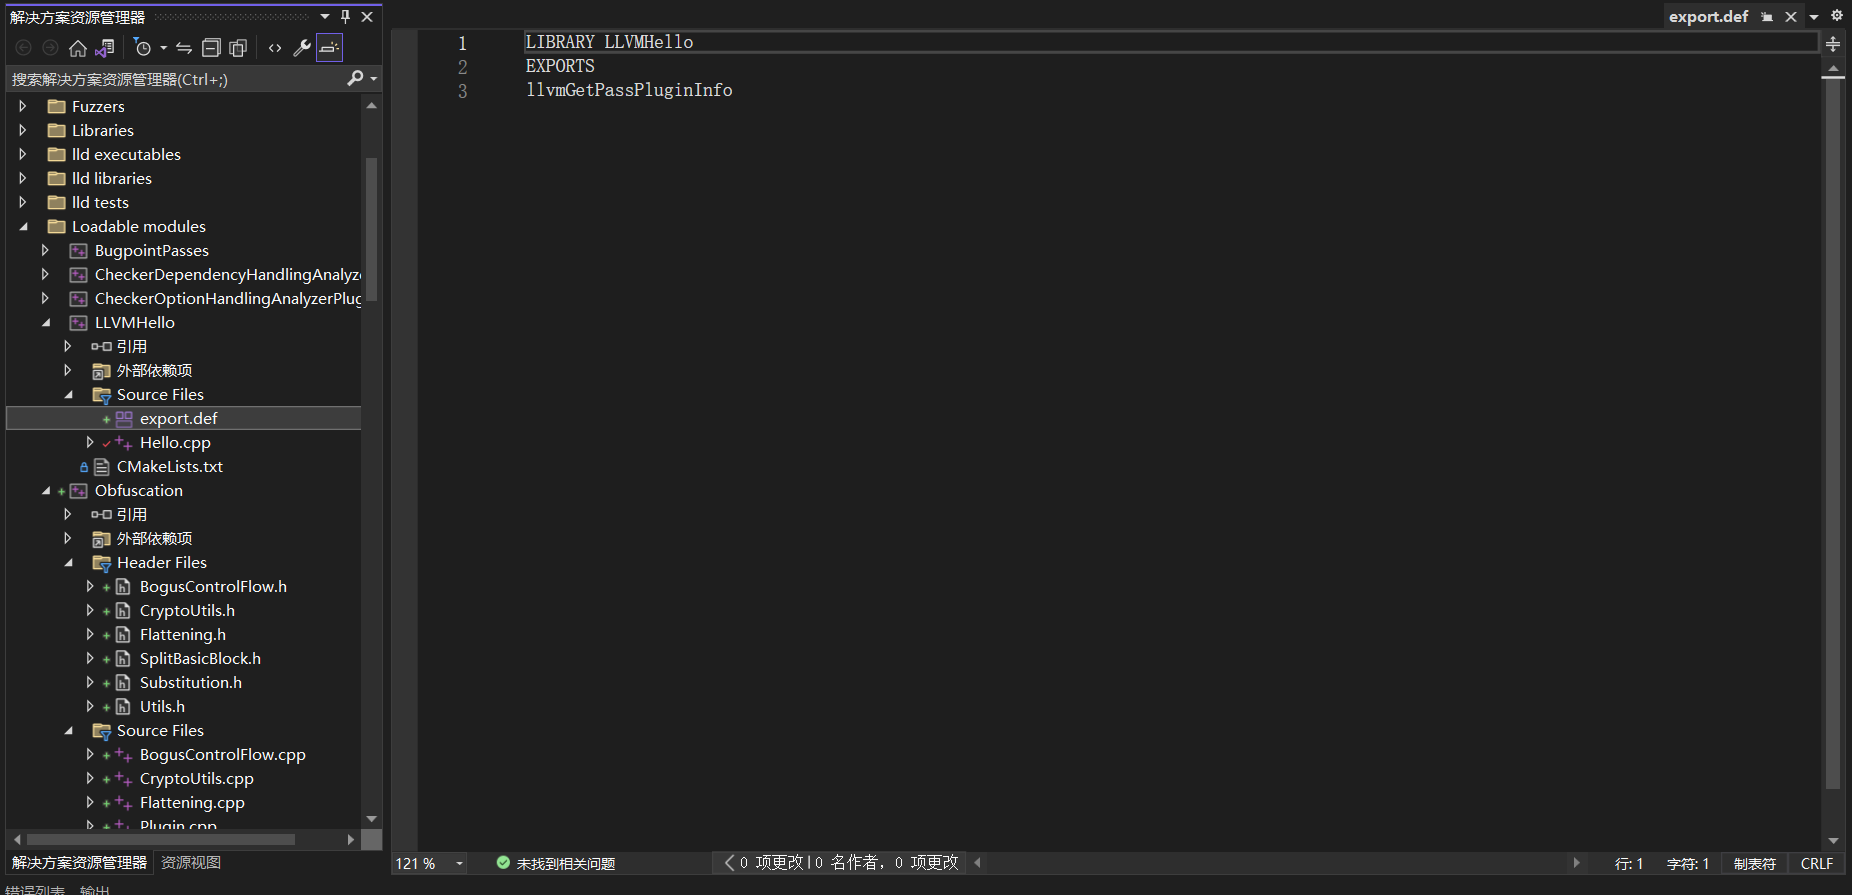 解决方案资源管理器
搜索解决方案资源管理器(Ctrl+;)
Fuzzers
Libraries
lld executables
lld libraries
lld tests
Loadable modules
BugpointPasses
CheckerDependencyHandlingAnalyze
CheckerOptionHandlingAnalyzerPlug
LLVMHello
引用
外部依赖项
Source Files
export.def
Hello.cpp
CMakeLists.txt
Obfuscation
引用
外部依赖项
Header Files
BogusControlFlow.h
CryptoUtils.h
Flattening.h
SplitBasicBlock.h
Substitution.h
Utils.h
Source Files
BogusControlFlow.cpp
CryptoUtils.cpp
Flattening.cpp
Plugin.cpp
解决方案资源管理器 资源视图
错误列表 输出
export.def
1 LIBRARY LLVMHello
2 EXPORTS
3 llvmGetPassPluginInfo
121 % 未找到相关问题 0 项更改|0 名作者，0 项更改 行: 1 字符: 1 制表符 CRLF